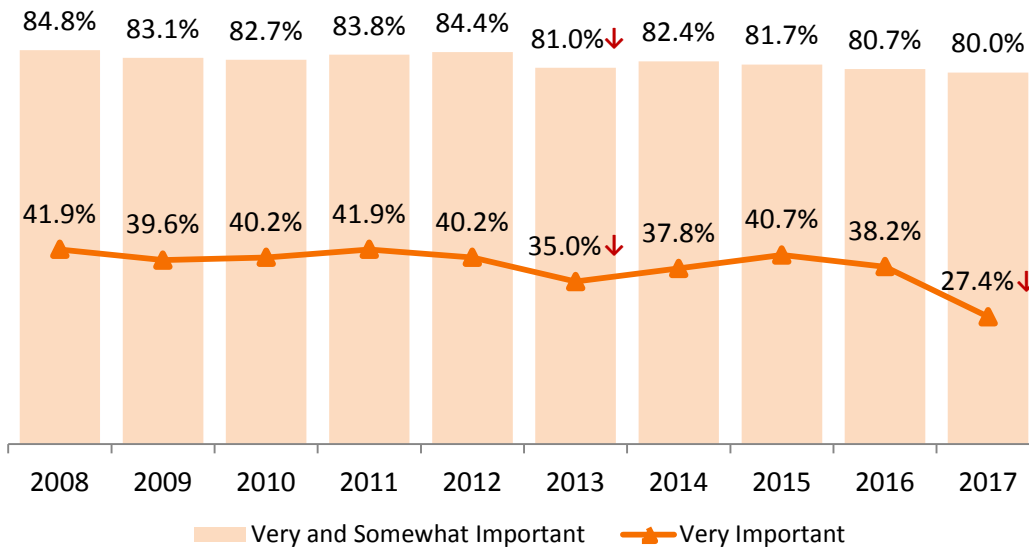 84.8% 83.1% 82.7% 83.8% 84.4% 81.0%↓ 82.4% 81.7% 80.7% 80.0%
41.9% 39.6% 40.2% 41.9% 40.2% 35.0% ↓ 37.8% 40.7% 38.2% 27.4%↓
2008 2009 2010 2011 2012 2013 2014 2015 2016 2017
Very and Somewhat Important Very Important